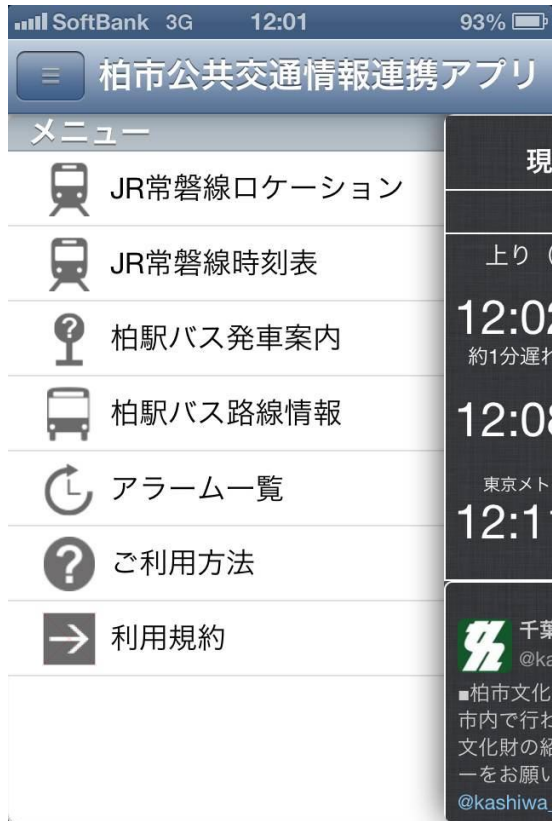 SoftBank 3G 12:01 93%
柏市公共交通情報連携アプリ
メニュー
JR常磐線ロケーション
JR常磐線時刻表
柏駅バス発車案内
柏駅バス路線情報
アラーム一覧
ご利用方法
利用規約
現
上り（
12:02
約1分遅れ
12:08
東京メト
12:11
千葉
@ka
■柏市文化
市内で行わ
文化財の紹
ーをお願い
@kashiwa_